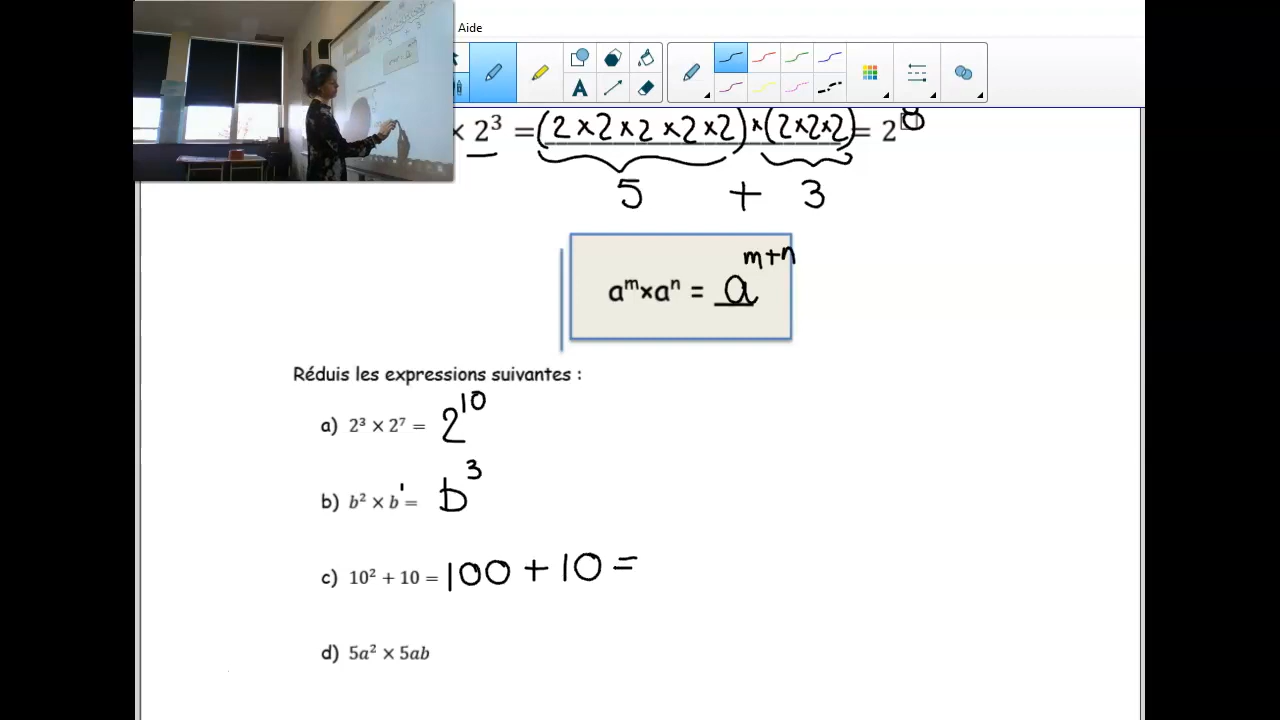 Aide
× 2³ = (2 × 2 × 2 × 2 × 2) × (2×2×2) = 2⁸
5 + 3
aᵐ×aⁿ = a^{m+n}
Réduis les expressions suivantes :
a) 2³ × 2⁷ = 2¹⁰
b) b² × b¹ = b³
c) 10² + 10 = 100 + 10 =
d) 5a² × 5ab